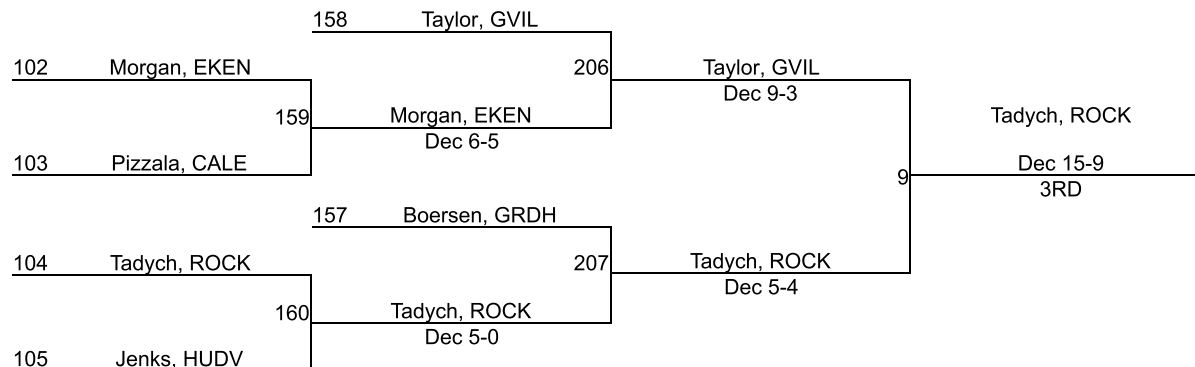 158 Taylor, GVIL
102 Morgan, EKEN
206 Taylor, GVIL
Dec 9-3
159 Morgan, EKEN
Dec 6-5
Tadych, ROCK
103 Pizzala, CALE
9 Dec 15-9
3RD
157 Boersen, GRDH
104 Tadych, ROCK
207 Tadych, ROCK
Dec 5-4
160 Tadych, ROCK
Dec 5-0
105 Jenks, HUDV